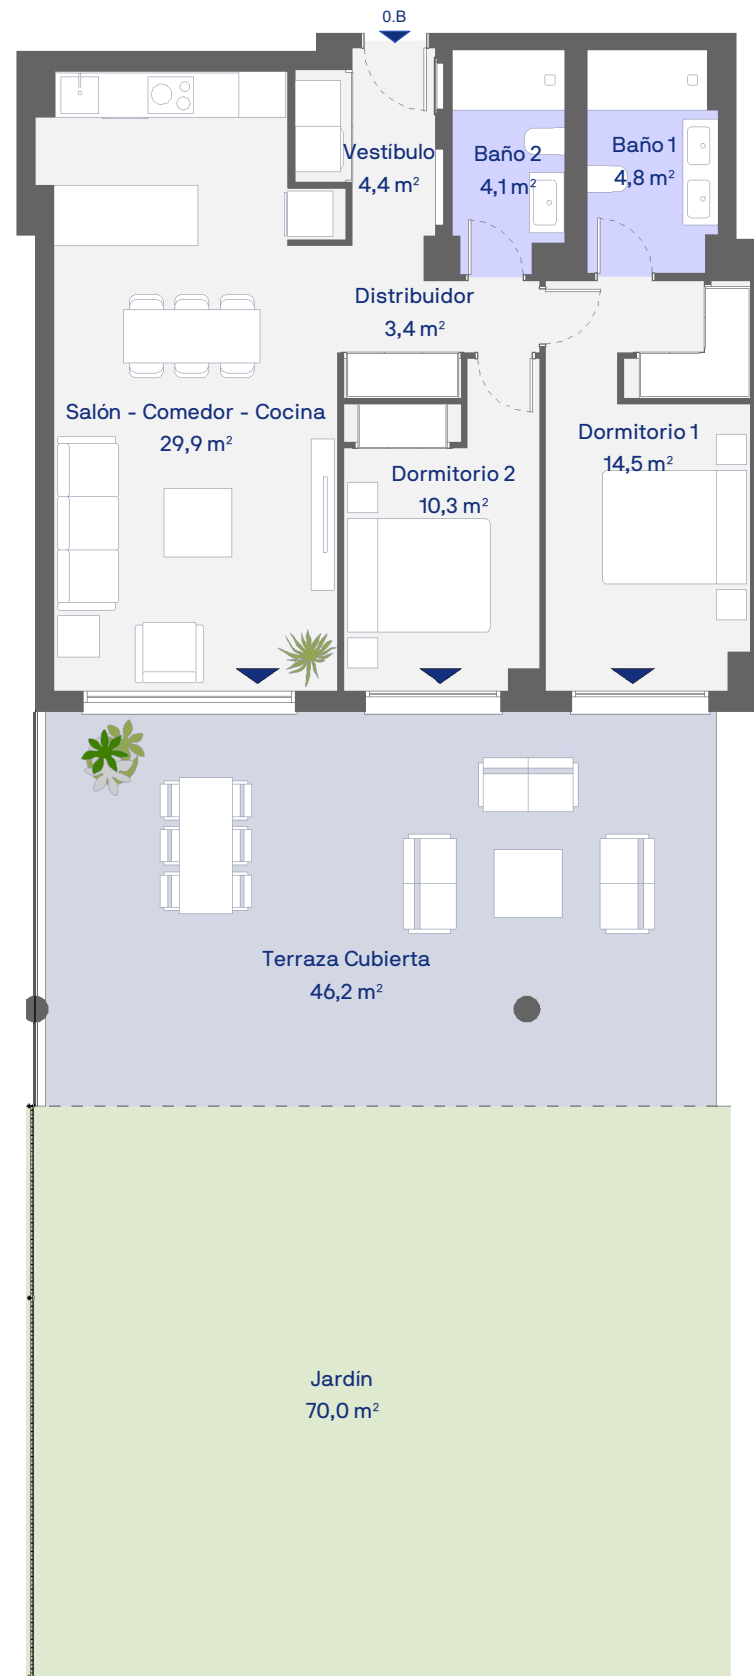 0.B
Vestíbulo
4,4 m²
Baño 2
4,1 m²
Baño 1
4,8 m²
Distribuidor
3,4 m²
Salón - Comedor - Cocina
29,9 m²
Dormitorio 2
10,3 m²
Dormitorio 1
14,5 m²
Terraza Cubierta
46,2 m²
Jardín
70,0 m²